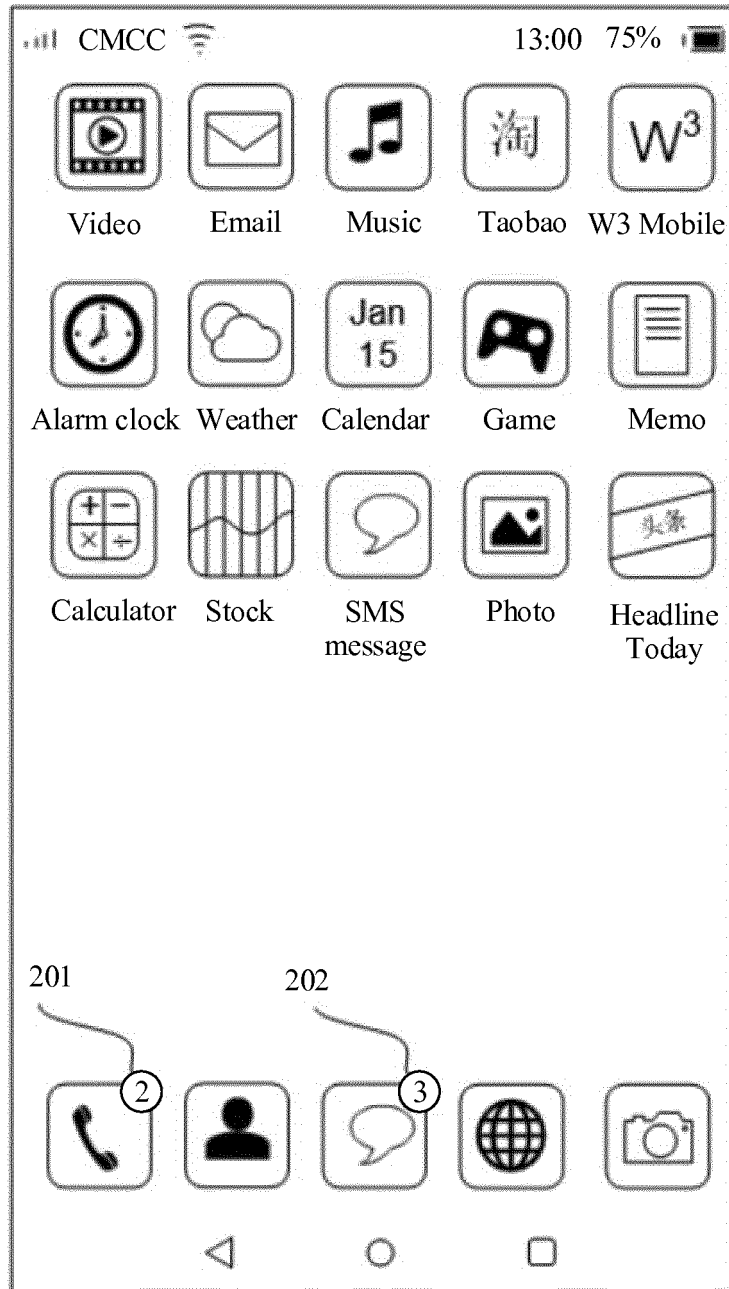 CMCC 13:00 75%
淘 W³
Video Email Music Taobao W3 Mobile
Jan
15
Alarm clock Weather Calendar Game Memo
+ −
× ÷
头条
Calculator Stock SMS message Photo Headline Today
201 202
2 3